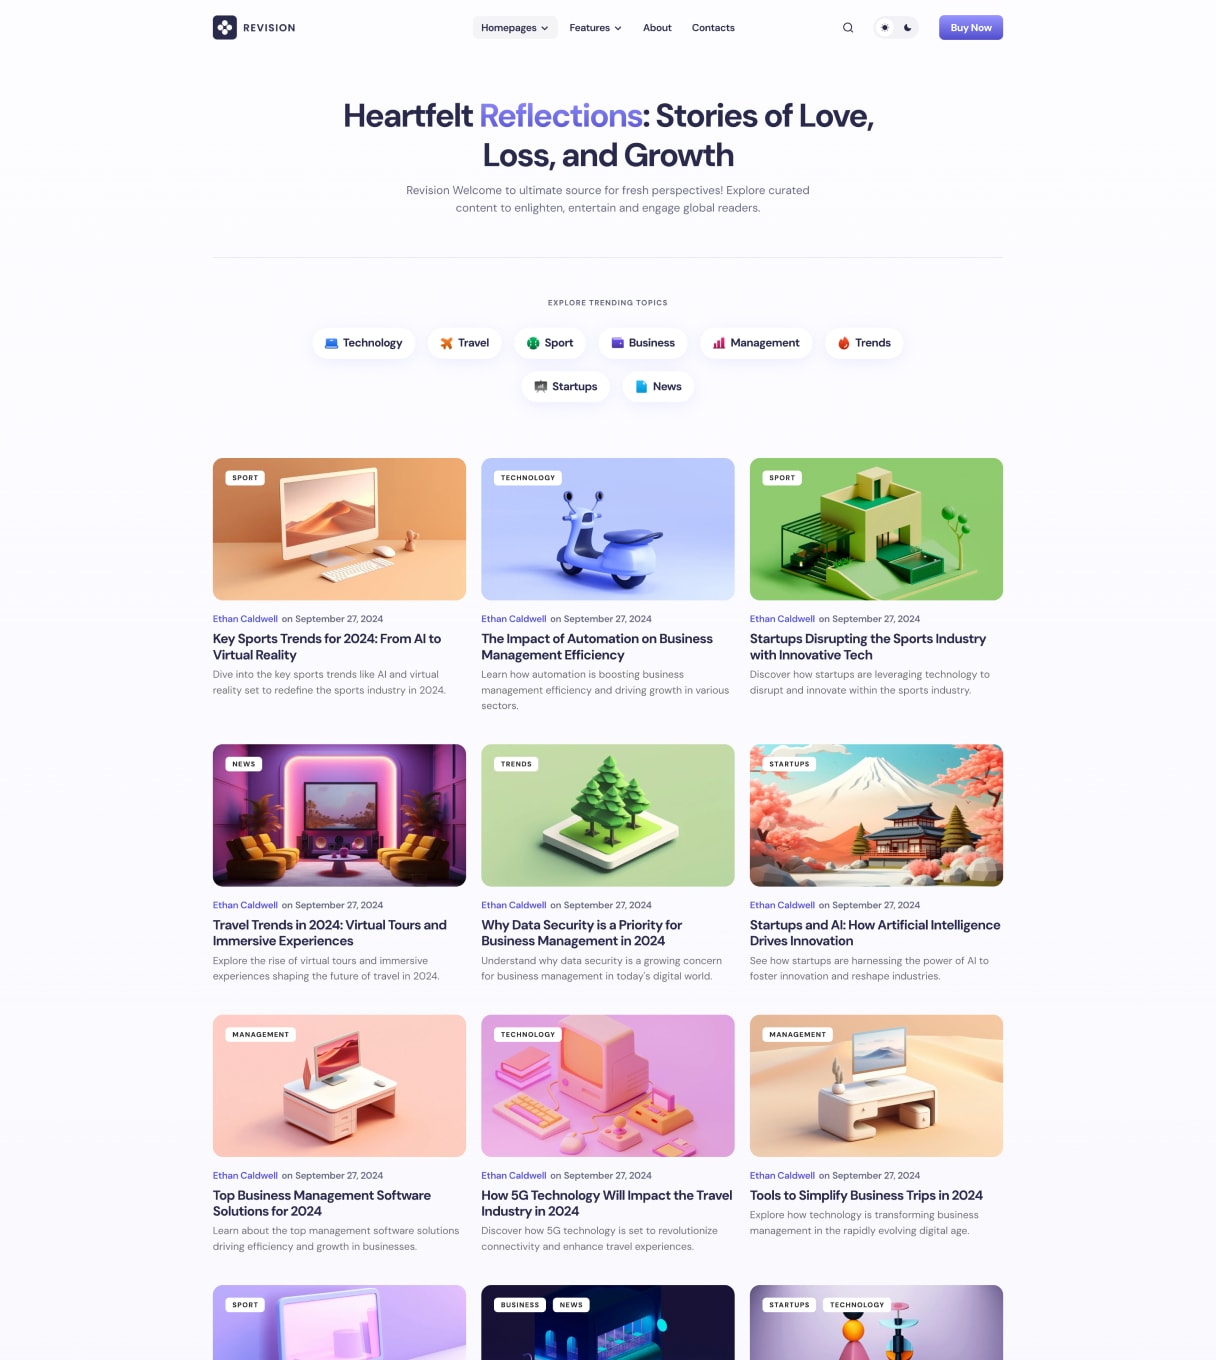 REVISION
Homepages
Features
About
Contacts
Buy Now
Heartfelt Reflections: Stories of Love,
Loss, and Growth
Revision Welcome to ultimate source for fresh perspectives! Explore curated
content to enlighten, entertain and engage global readers.
EXPLORE TRENDING TOPICS
Technology
Travel
Sport
Business
Management
Trends
Startups
News
SPORT
Ethan Caldwell on September 27, 2024
Key Sports Trends for 2024: From AI to
Virtual Reality
Dive into the key sports trends like AI and virtual
reality set to redefine the sports industry in 2024.
TECHNOLOGY
Ethan Caldwell on September 27, 2024
The Impact of Automation on Business
Management Efficiency
Learn how automation is boosting business
management efficiency and driving growth in various
sectors.
SPORT
Ethan Caldwell on September 27, 2024
Startups Disrupting the Sports Industry
with Innovative Tech
Discover how startups are leveraging technology to
disrupt and innovate within the sports industry.
NEWS
Ethan Caldwell on September 27, 2024
Travel Trends in 2024: Virtual Tours and
Immersive Experiences
Explore the rise of virtual tours and immersive
experiences shaping the future of travel in 2024.
TRENDS
Ethan Caldwell on September 27, 2024
Why Data Security is a Priority for
Business Management in 2024
Understand why data security is a growing concern
for business management in today's digital world.
STARTUPS
Ethan Caldwell on September 27, 2024
Startups and AI: How Artificial Intelligence
Drives Innovation
See how startups are harnessing the power of AI to
foster innovation and reshape industries.
MANAGEMENT
Ethan Caldwell on September 27, 2024
Top Business Management Software
Solutions for 2024
Learn about the top management software solutions
driving efficiency and growth in businesses.
TECHNOLOGY
Ethan Caldwell on September 27, 2024
How 5G Technology Will Impact the Travel
Industry in 2024
Discover how 5G technology is set to revolutionize
connectivity and enhance travel experiences.
MANAGEMENT
Ethan Caldwell on September 27, 2024
Tools to Simplify Business Trips in 2024
Explore how technology is transforming business
management in the rapidly evolving digital age.
SPORT
BUSINESS
NEWS
STARTUPS
TECHNOLOGY